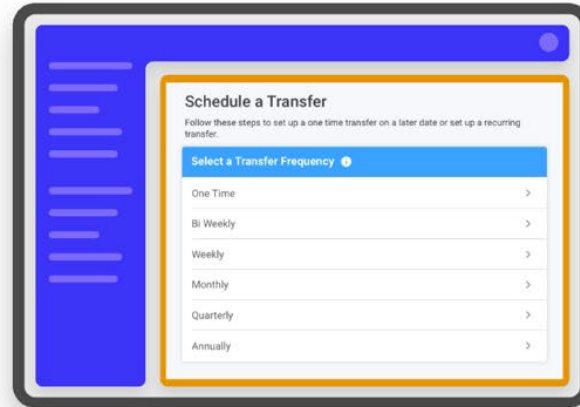 Schedule a Transfer
Follow these steps to set up a one time transfer on a later date or set up a recurring
transfer.
Select a Transfer Frequency
One Time
Bi Weekly
Weekly
Monthly
Quarterly
Annually